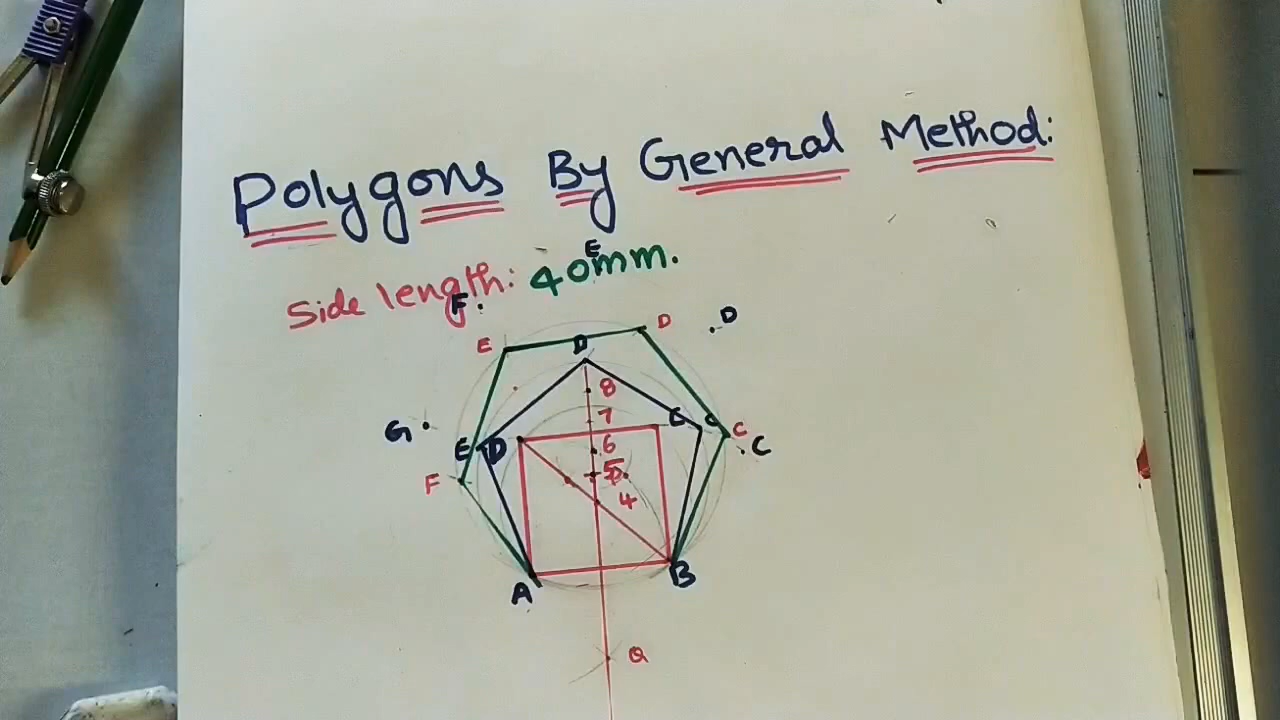 Polygons By General Method:
E
Side length: 40mm.
F
D
E D D
8
7
G C C C C
6
E D
5
F
4
A B
Q